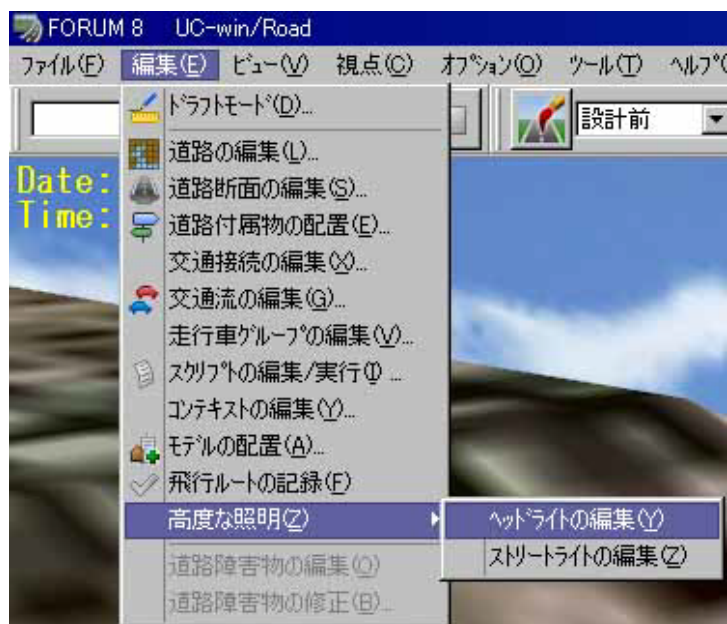 FORUM 8 UC-win/Road
ファイル(F) 編集(E) ビュー(V) 視点(C) オプション(O) ツール(T) ヘルプ(
設計前
Date:
Time:
ドラフトモード(D)...
道路の編集(L)...
道路断面の編集(S)...
道路付属物の配置(E)...
交通接続の編集(X)...
交通流の編集(G)...
走行車グループの編集(V)...
スクリプトの編集/実行(I) ...
コンテキストの編集(Y)...
モデルの配置(A)...
飛行ルートの記録(F)
高度な照明(Z)
ヘッドライトの編集(Y)
ストリートライトの編集(Z)
道路障害物の編集(O)
道路障害物の修正(B)...